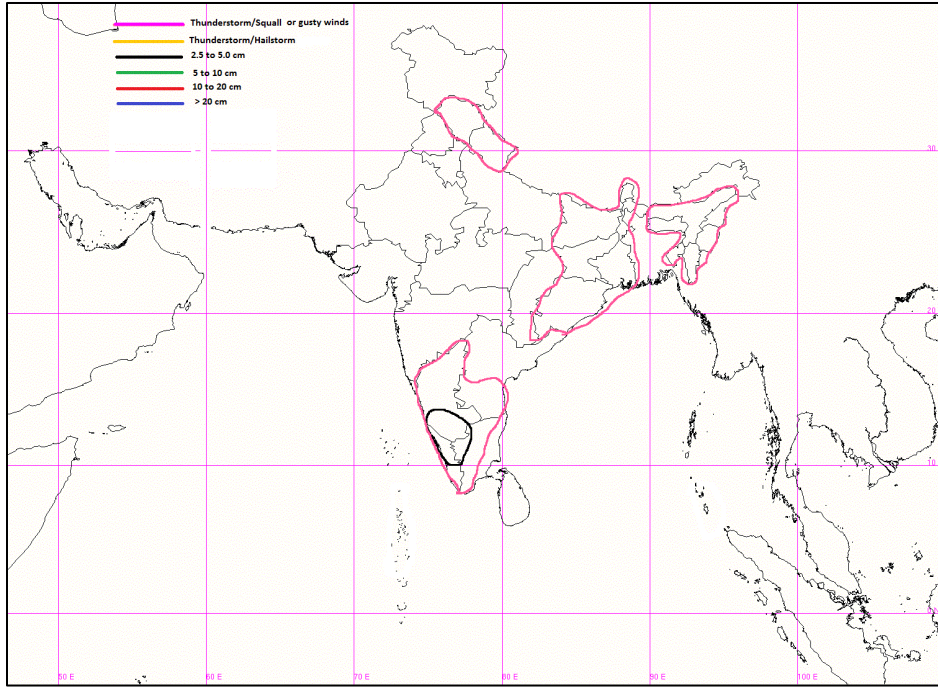 Thunderstorm/Squall or gusty winds
Thunderstorm/Hailstorm
2.5 to 5.0 cm
5 to 10 cm
10 to 20 cm
> 20 cm
30
20
10
50 E
60 E
70 E
80 E
90 E
100 E